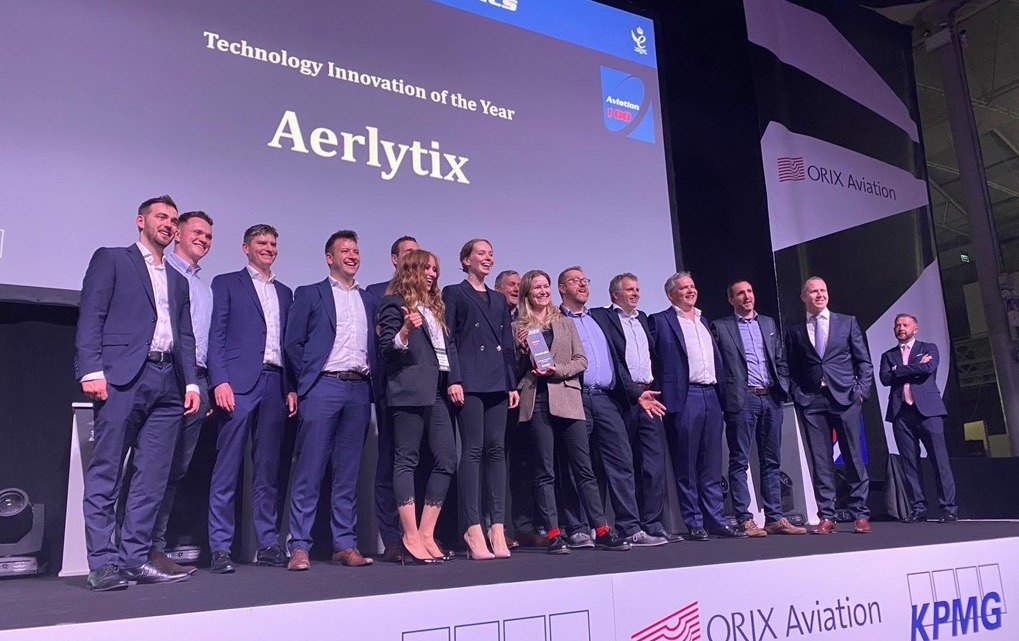 Technology Innovation of the Year
Aviation
100
Aerlytix
ORIX Aviation
ORIX Aviation
KPMG